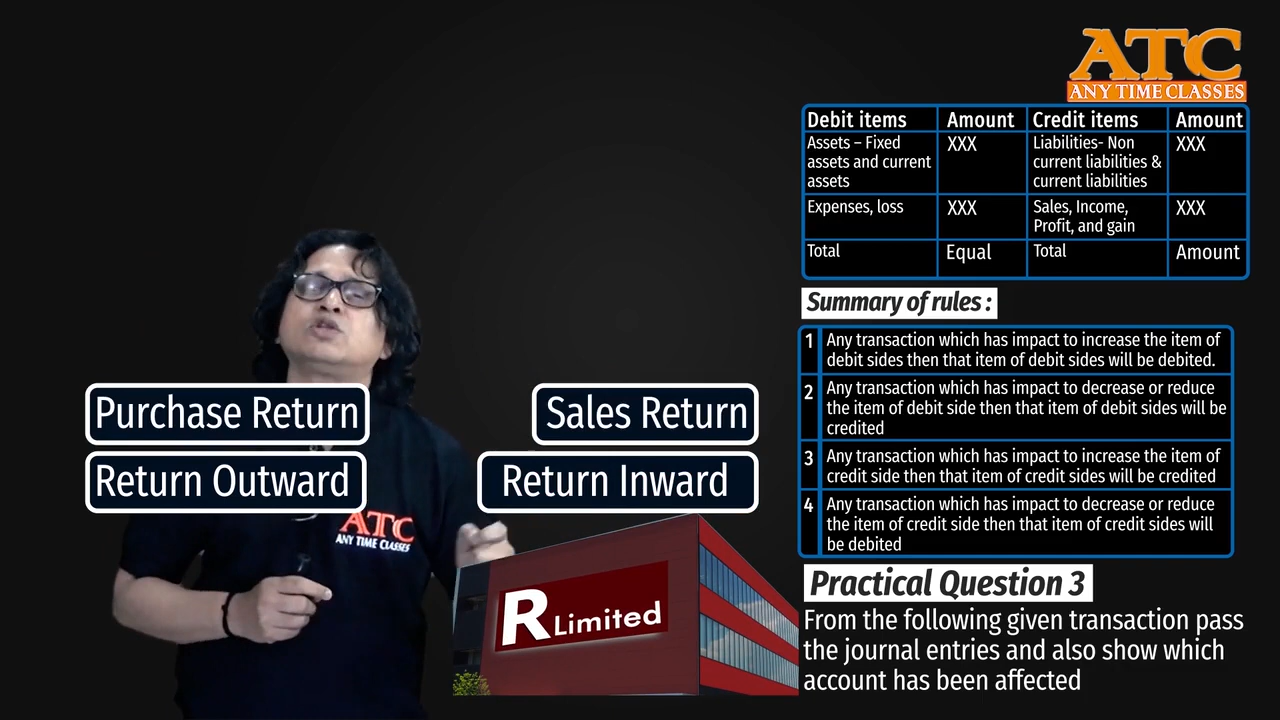 ATC
ANY TIME CLASSES
Debit items Amount Credit items Amount
Assets – Fixed assets and current assets XXX Liabilities- Non current liabilities & current liabilities XXX
Expenses, loss XXX Sales, Income, Profit, and gain XXX
Total Equal Total Amount
Summary of rules :
1 Any transaction which has impact to increase the item of
debit sides then that item of debit sides will be debited.
2 Any transaction which has impact to decrease or reduce
the item of debit side then that item of debit sides will be
credited
3 Any transaction which has impact to increase the item of
credit side then that item of credit sides will be credited
4 Any transaction which has impact to decrease or reduce
the item of credit side then that item of credit sides will
be debited
Practical Question 3
From the following given transaction pass
the journal entries and also show which
account has been affected
Purchase Return
Return Outward
Sales Return
Return Inward
ATC
ANY TIME CLASSES
R Limited